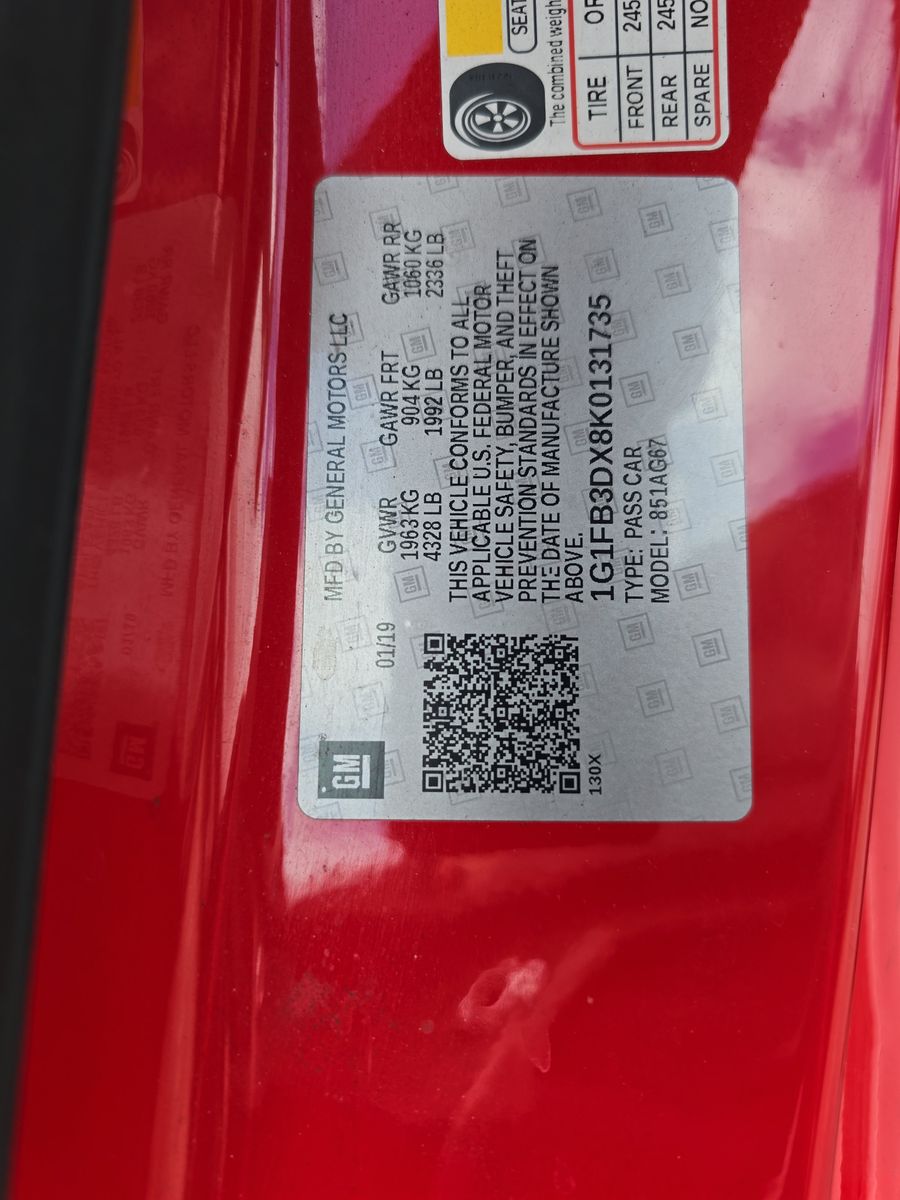 GM
MFD BY GENERAL MOTORS LLC
01/19
GVWR GAWR FRT GAWR RR
1963 KG 904 KG 1060 KG
4328 LB 1992 LB 2336 LB
THIS VEHICLE CONFORMS TO ALL
APPLICABLE U.S. FEDERAL MOTOR
VEHICLE SAFETY, BUMPER, AND THEFT
PREVENTION STANDARDS IN EFFECT ON
THE DATE OF MANUFACTURE SHOWN
ABOVE.
1G1FB3DX8K0131735
TYPE: PASS CAR
MODEL: 851AG67
130X
SEAT
The combined
TIRE
FRONT 245
REAR 245
SPARE